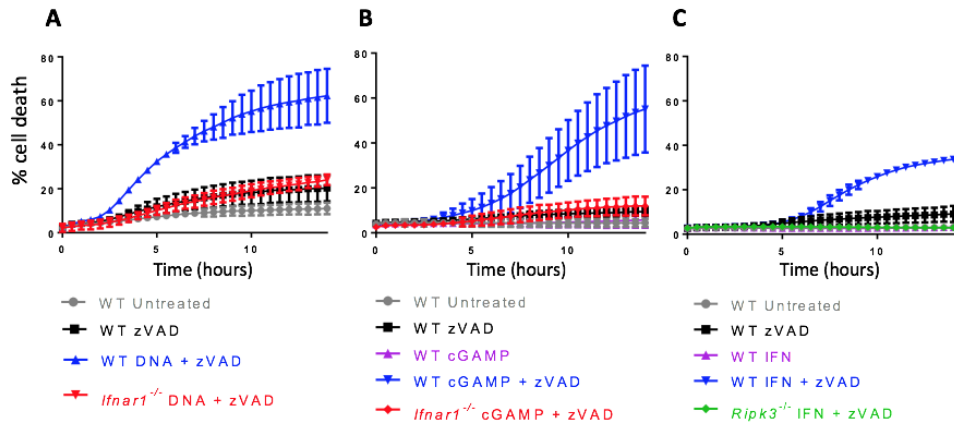 A
B
C
% cell death
80
60
40
20
0
0
5
10
Time (hours)
80
60
40
20
0
0
5
10
Time (hours)
80
60
40
20
0
0
5
10
Time (hours)
WT Untreated
WT zVAD
WT DNA + zVAD
Ifnar1-/- DNA + zVAD
WT Untreated
WT zVAD
WT cGAMP
WT cGAMP + zVAD
Ifnar1-/- cGAMP + zVAD
WT Untreated
WT zVAD
WT IFN
WT IFN + zVAD
Ripk3-/- IFN + zVAD